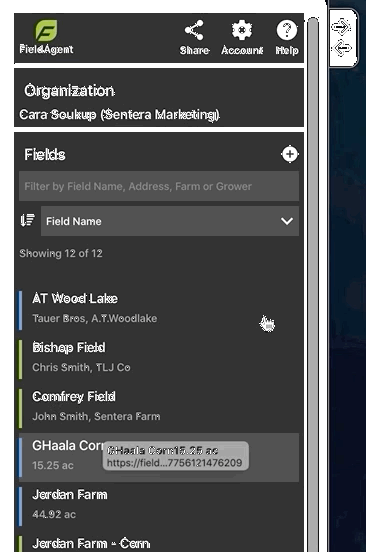 FieldAgent
Share
Account
Help
Organization
Cara Soukup (Sentera Marketing)
Fields
Filter by Field Name, Address, Farm or Grower
Field Name
Showing 12 of 12
AT Wood Lake
Tauer Bros, A.T.Woodlake
Bishop Field
Chris Smith, TLJ Co
Comfrey Field
John Smith, Sentera Farm
GHaala Corn
15.25 ac
GHaala Corn15.25 ac
https://field...7756121476209
Jordan Farm
44.92 ac
Jordan Farm - Corn